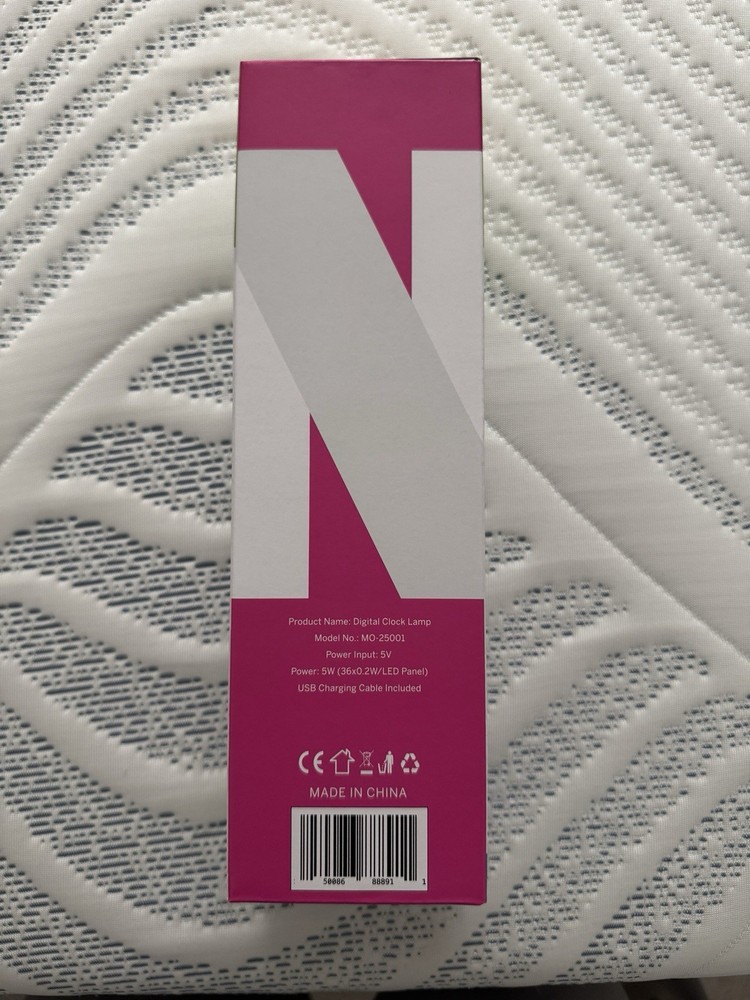 N
Product Name: Digital Clock Lamp
Model No.: MO-25001
Power Input: 5V
Power: 5W (36x0.2W/LED Panel)
USB Charging Cable Included
CE
MADE IN CHINA
50086 88891 1